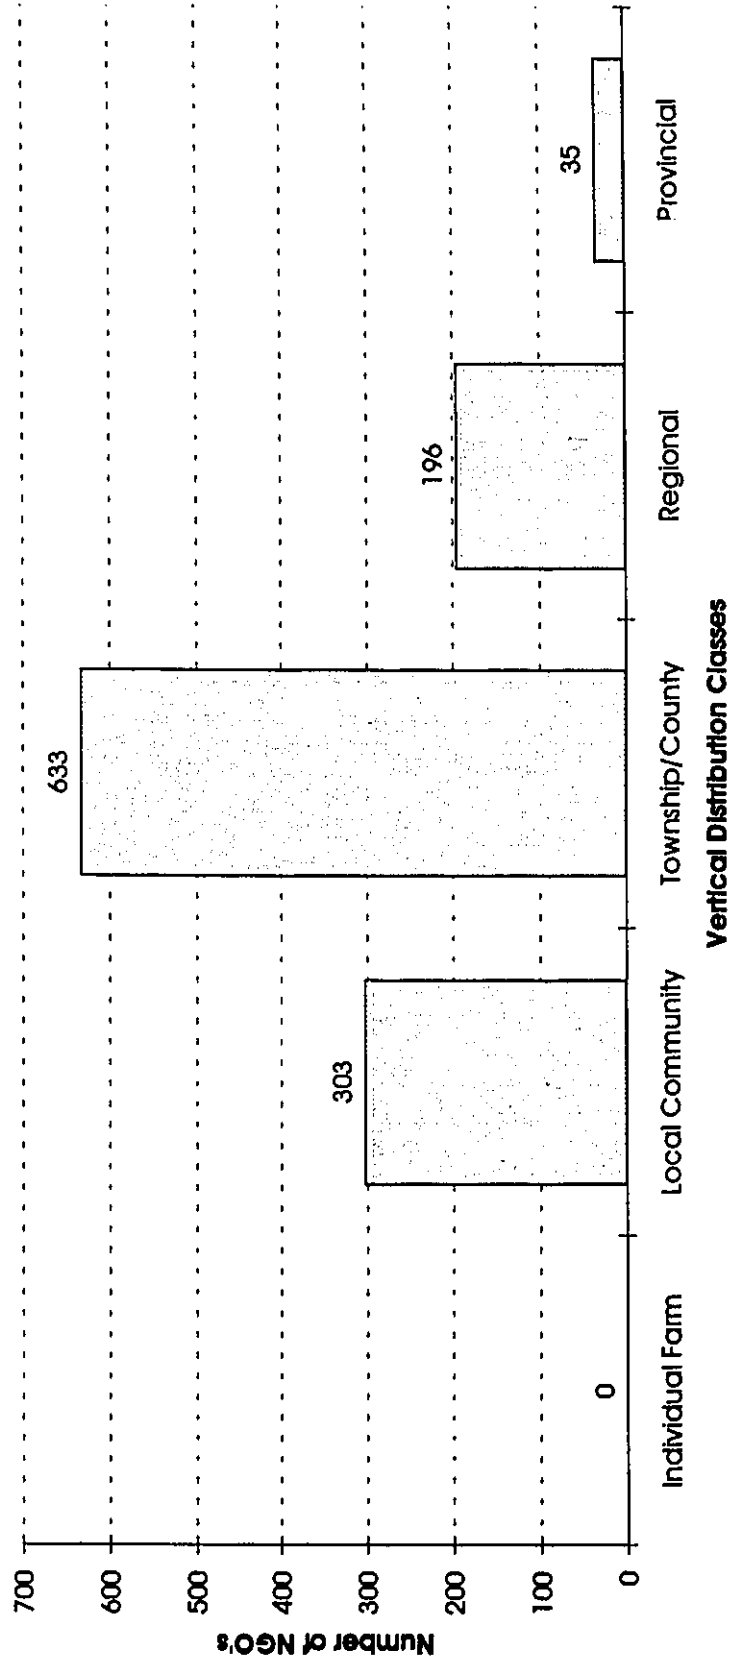 Number of NGO's
700
600
500
400
300
200
100
0
0
303
633
196
35
Individual Farm
Local Community
Township/County
Regional
Provincial
Vertical Distribution Classes